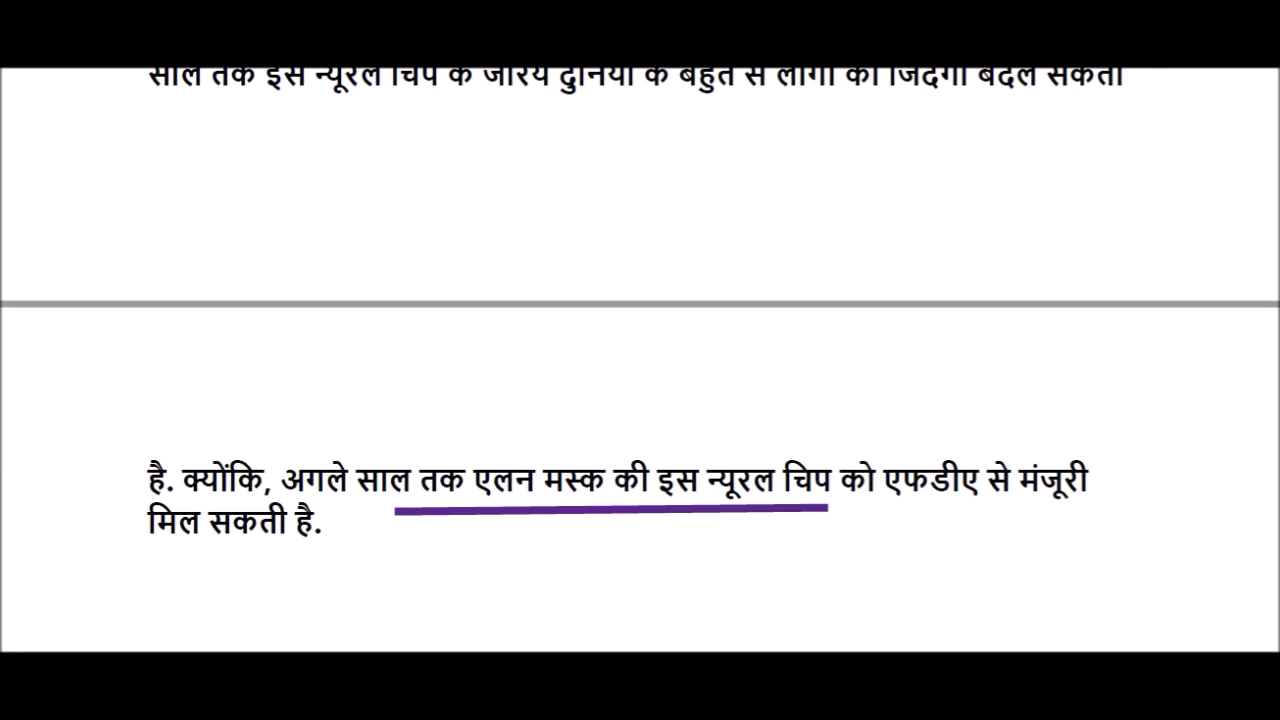 साल तक इस न्यूरल चिप के जरिये दुनिया के बहुत से लोगों की जिंदगी बदल सकती
है. क्योंकि, अगले साल तक एलन मस्क की इस न्यूरल चिप को एफडीए से मंजूरी
मिल सकती है.